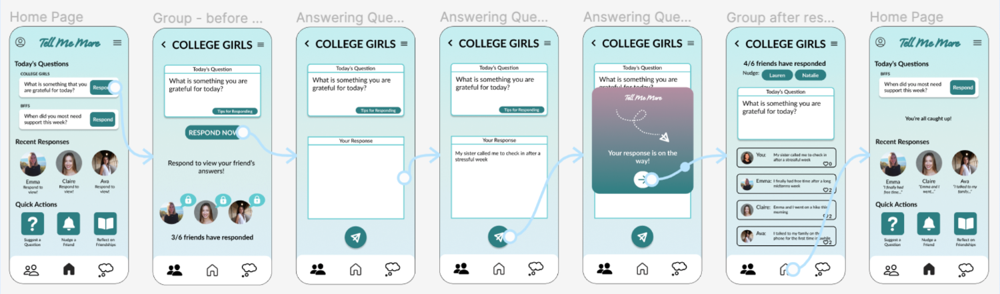 Home Page
Tell Me More
Today's Questions
COLLEGE GIRLS
What is something that you
are grateful for today?
Respon
BFFS
When did you most need
support this week?
Respond
Recent Responses
Emma
Respond to
view!
Claire
Respond to
view!
Ava
Respond to
view!
Quick Actions
?
Suggest a
Question
Nudge a
Friend
Reflect on
Friendships
Group - before ...
COLLEGE GIRLS
Today's Question
What is something you are
grateful for today?
Tips for Responding
RESPOND NOW
Respond to view your friend's
answers!
3/6 friends have responded
Answering Que...
COLLEGE GIRLS
Today's Question
What is something you are
grateful for today?
Tips for Responding
Your Response
Answering Que...
COLLEGE GIRLS
Today's Question
What is something you are
grateful for today?
Tips for Responding
Your Response
My sister called me to check in after a
stressful week
Answering Que...
COLLEGE GIRLS
Today's Question
What is something you are
grateful for today?
Tell Me More
Your response is on the
way!
Group after res...
COLLEGE GIRLS
4/6 friends have responded
Nudge:
Lauren
Natalie
Today's Question
What is something you are
grateful for today?
You:
My sister called me to check in
after a stressful week
0
Emma:
I finally had free time after a long
midterms week
2
Claire:
Emma and I went on a hike this
morning
2
Ava:
I talked to my family on the
phone for the first time in awhile
2
Home Page
Tell Me More
Today's Questions
BFFS
When did you most need
support this week?
Respond
You're all caught up!
Recent Responses
Emma
"I finally had
free time..."
Claire
"Emma and I
went..."
Ava
"I talked to my
family..."
Quick Actions
?
Suggest a
Question
Nudge a
Friend
Reflect on
Friendships